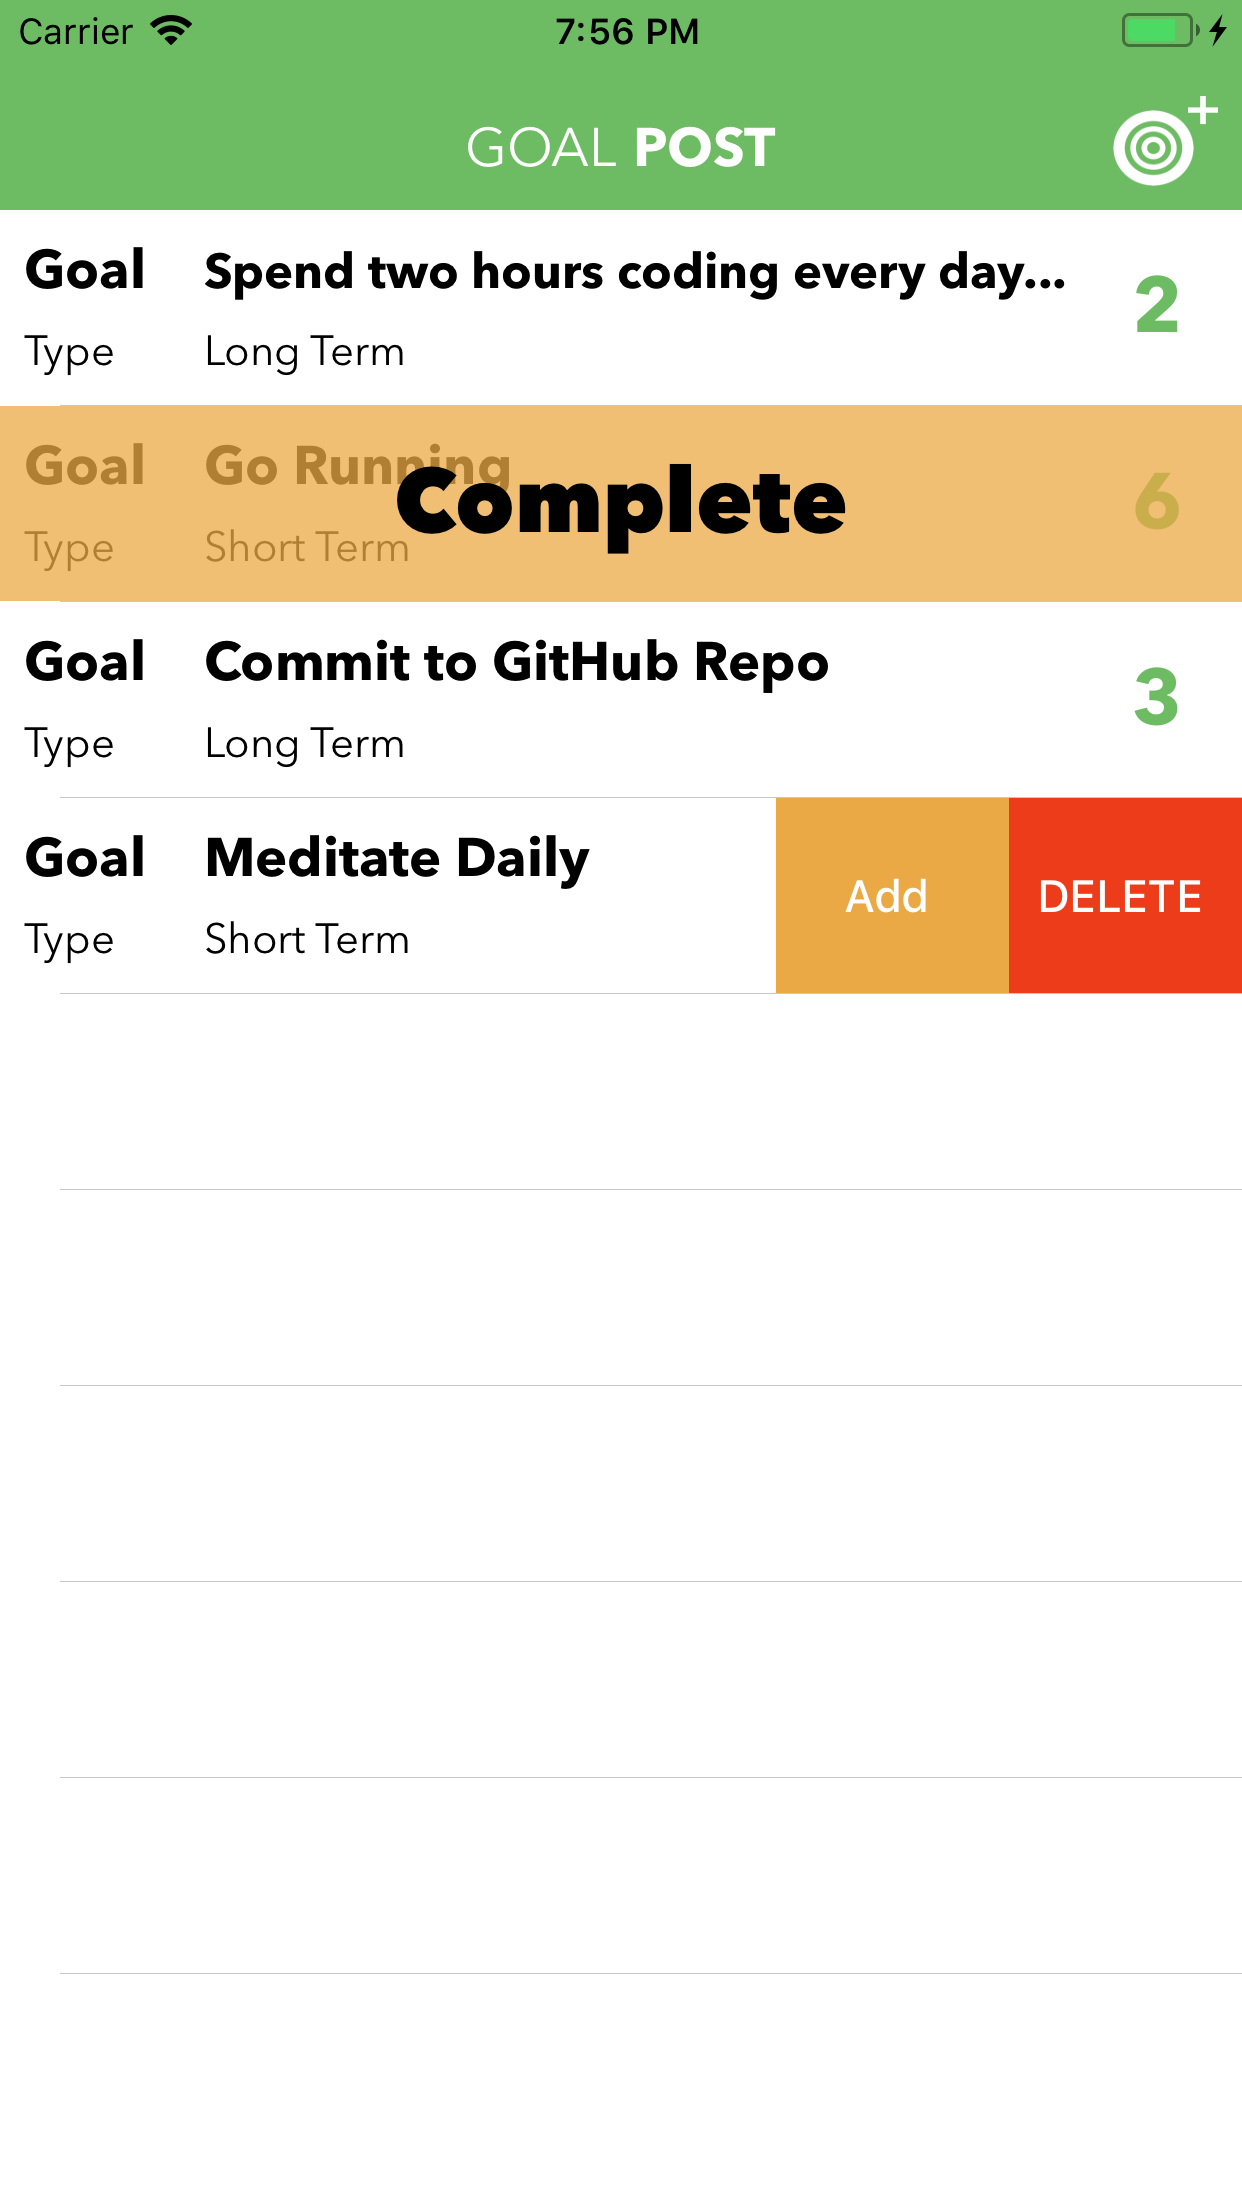 Carrier 7:56 PM
GOAL POST
Goal Spend two hours coding every day... 2
Type Long Term
Goal Go Running 6
Complete
Type Short Term
Goal Commit to GitHub Repo 3
Type Long Term
Goal Meditate Daily
Add DELETE
Type Short Term